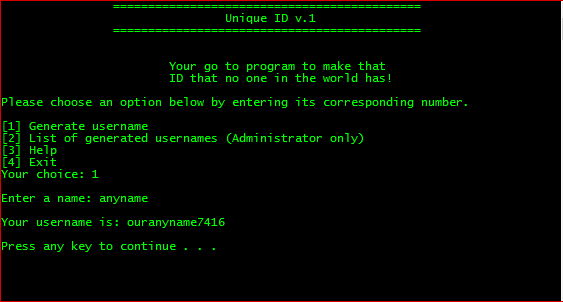 ============================================
Unique ID v.1
============================================
Your go to program to make that
ID that no one in the world has!
Please choose an option below by entering its corresponding number.
[1] Generate username
[2] List of generated usernames (Administrator only)
[3] Help
[4] Exit
Your choice: 1
Enter a name: anyname
Your username is: ouranyname7416
Press any key to continue . . .